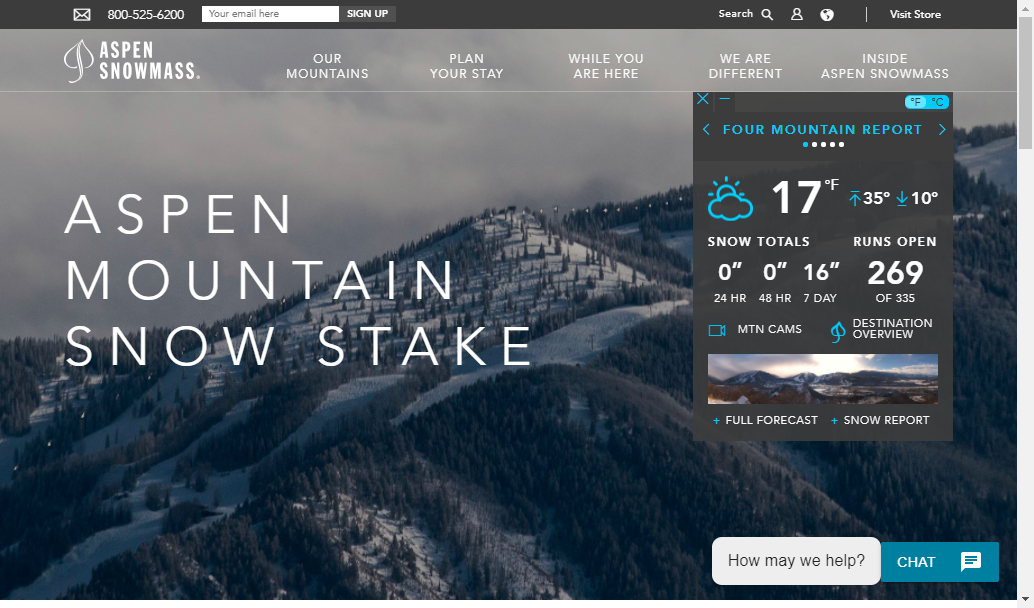 800-525-6200
Your email here
SIGN UP
Search
Visit Store
ASPEN
SNOWMASS
OUR
MOUNTAINS
PLAN
YOUR STAY
WHILE YOU
ARE HERE
WE ARE
DIFFERENT
INSIDE
ASPEN SNOWMASS
°F °C
FOUR MOUNTAIN REPORT
ASPEN
MOUNTAIN
SNOW STAKE
17°F 35° 10°
SNOW TOTALS
RUNS OPEN
0” 0” 16”
269
24 HR 48 HR 7 DAY
OF 335
MTN CAMS
DESTINATION
OVERVIEW
+ FULL FORECAST + SNOW REPORT
How may we help?
CHAT